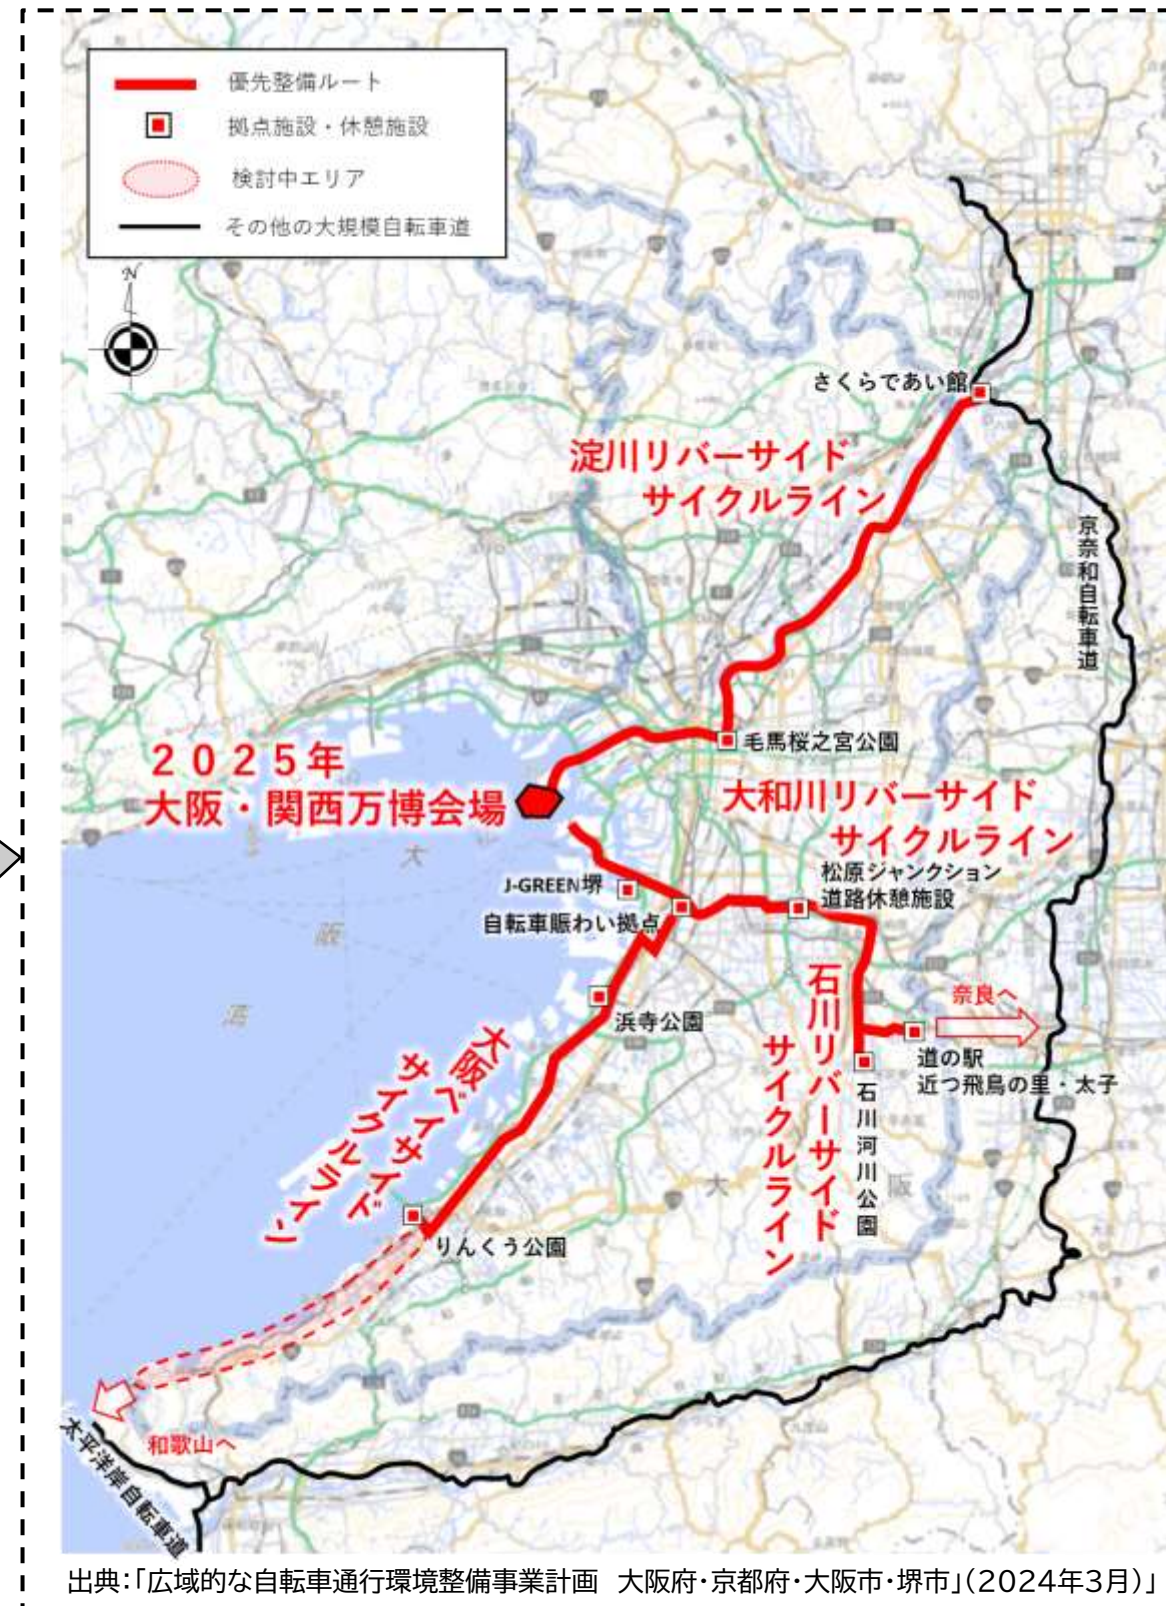 優先整備ルート
拠点施設・休憩施設
検討中エリア
その他の大規模自転車道
N
さくらであい館
淀川リバーサイド
サイクルライン
京奈和自転車道
毛馬桜之宮公園
2025年
大阪・関西万博会場
大和川リバーサイド
サイクルライン
松原ジャンクション
道路休憩施設
J-GREEN堺
自転車賑わい拠点
大
阪
湾
浜寺公園
石川リバーサイド
サイクルライン
奈良へ
道の駅
近つ飛鳥の里・太子
石川河川公園
大阪ベイサイド
サイクルライン
大
阪
りんくう公園
和歌山へ
太平洋岸自転車道
出典：「広域的な自転車通行環境整備事業計画 大阪府・京都府・大阪市・堺市」(2024年3月)」